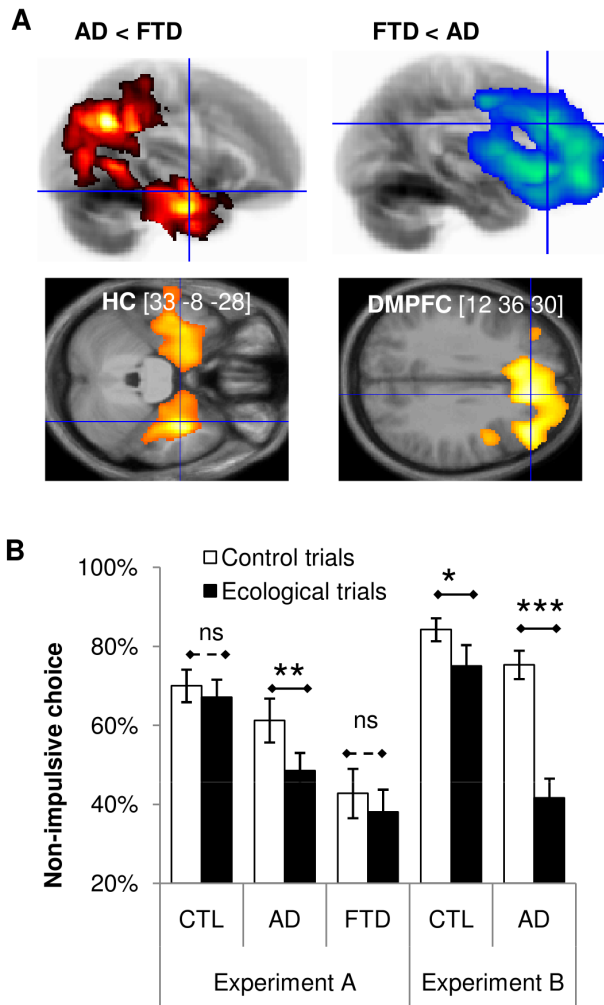 A
AD < FTD
FTD < AD
HC [33 -8 -28]
DMPFC [12 36 30]
B
Control trials
Ecological trials
Non-impulsive choice
100%
80%
60%
40%
20%
ns
**
ns
*
***
CTL
AD
FTD
CTL
AD
Experiment A
Experiment B